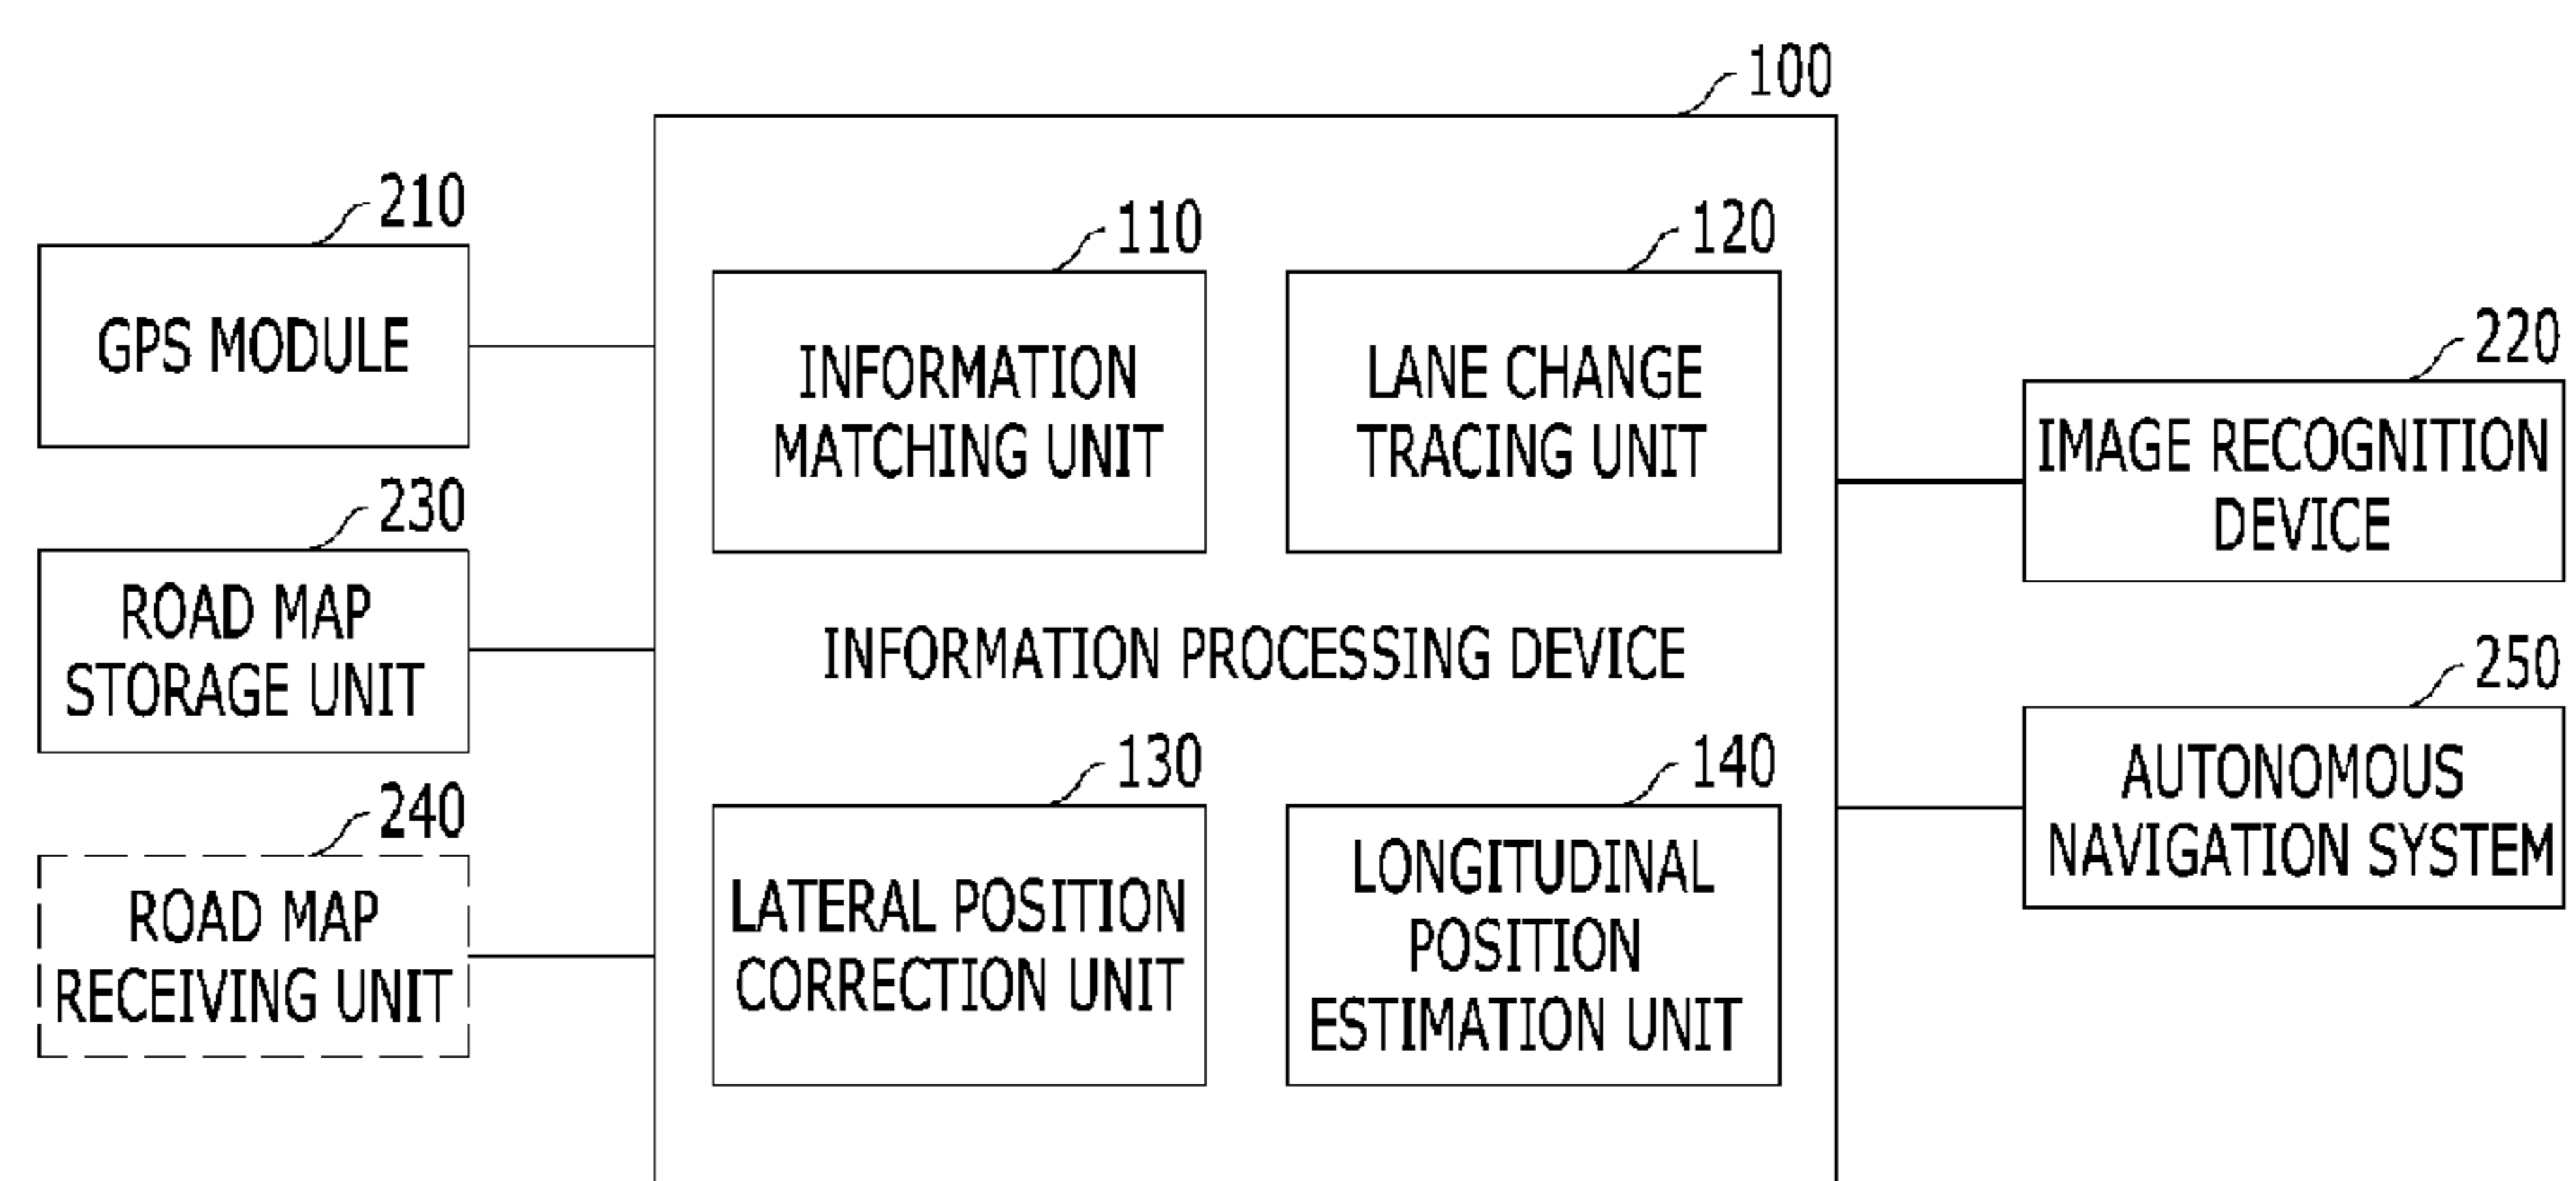 100
210
GPS MODULE
230
ROAD MAP
STORAGE UNIT
240
ROAD MAP
RECEIVING UNIT
110
INFORMATION
MATCHING UNIT
120
LANE CHANGE
TRACING UNIT
INFORMATION PROCESSING DEVICE
130
LATERAL POSITION
CORRECTION UNIT
140
LONGITUDINAL
POSITION
ESTIMATION UNIT
220
IMAGE RECOGNITION
DEVICE
250
AUTONOMOUS
NAVIGATION SYSTEM